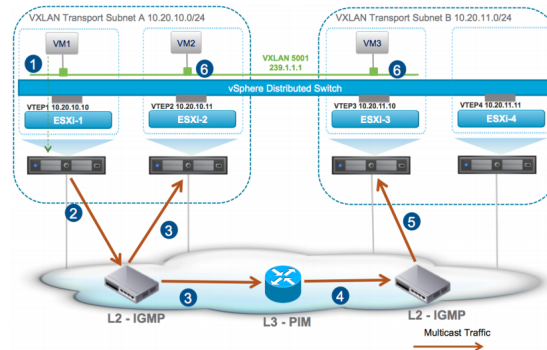 VXLAN Transport Subnet A 10.20.10.0/24
VXLAN Transport Subnet B 10.20.11.0/24
VM1
VM2
VM3
1
6
VXLAN 5001
239.1.1.1
6
vSphere Distributed Switch
VTEP1 10.20.10.10
VTEP2 10.20.10.11
VTEP3 10.20.11.10
VTEP4 10.20.11.11
ESXi-1
ESXi-2
ESXi-3
ESXi-4
2
3
5
3
4
L2 - IGMP
L3 - PIM
L2 - IGMP
Multicast Traffic